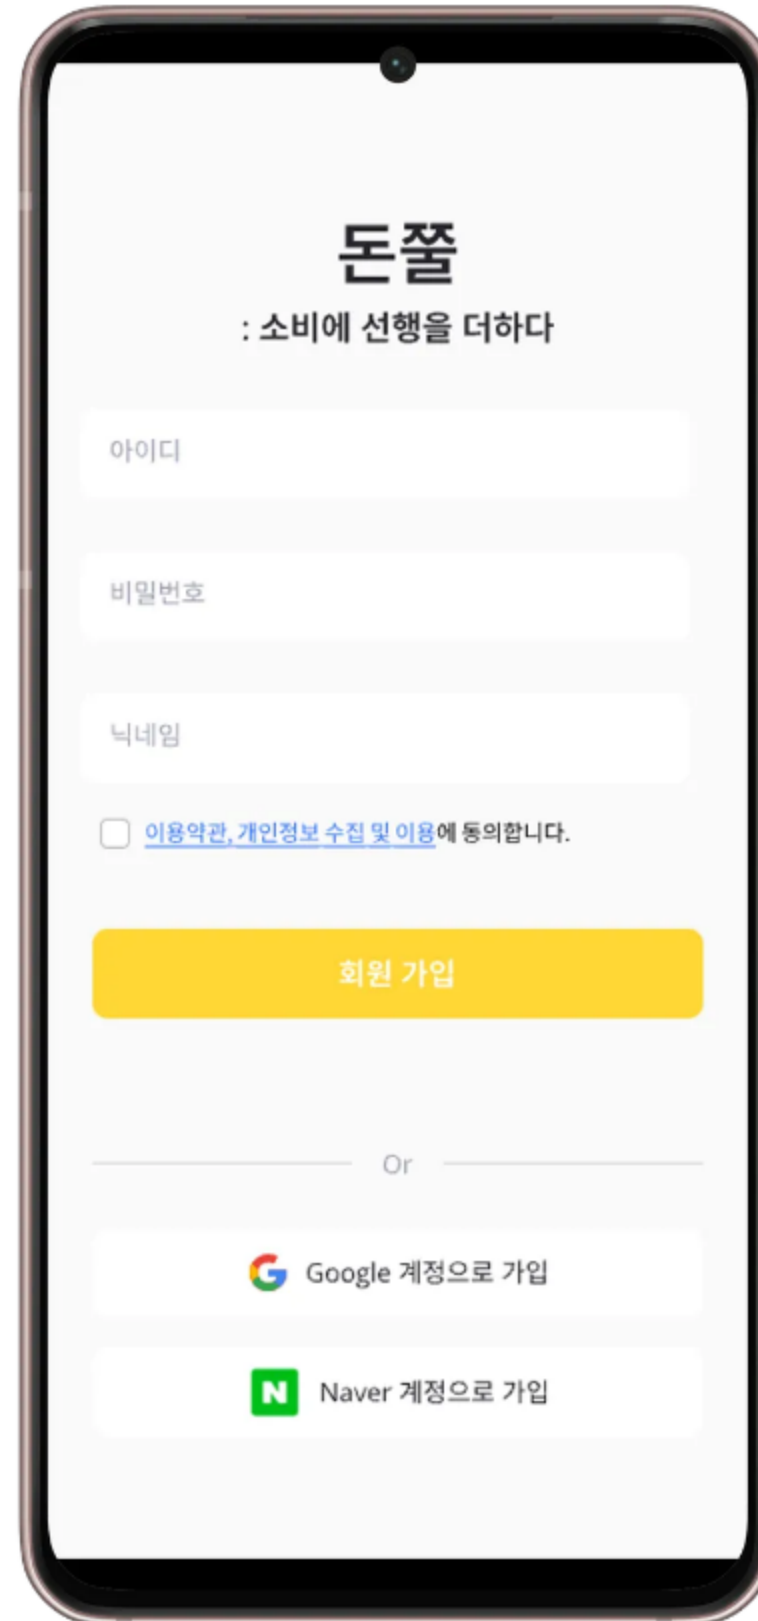 돈쭐
: 소비에 선행을 더하다
아이디
비밀번호
닉네임
이용약관, 개인정보 수집 및 이용에 동의합니다.
회원 가입
Or
Google 계정으로 가입
N Naver 계정으로 가입